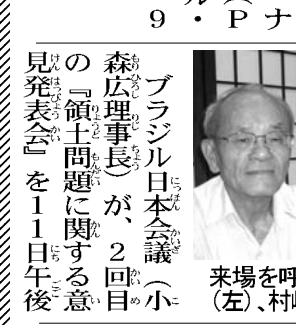 ９・Ｐナ
ブラジル日本会議（小
森広理事長）が、２回目
の『領土問題に関する意
見発表会』を１１日午後
来場を呼
（左）、村